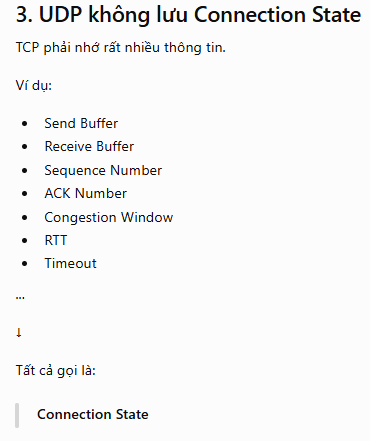 3. UDP không lưu Connection State
TCP phải nhớ rất nhiều thông tin.
Ví dụ:
• Send Buffer
• Receive Buffer
• Sequence Number
• ACK Number
• Congestion Window
• RTT
• Timeout
...
↓
Tất cả gọi là:
Connection State